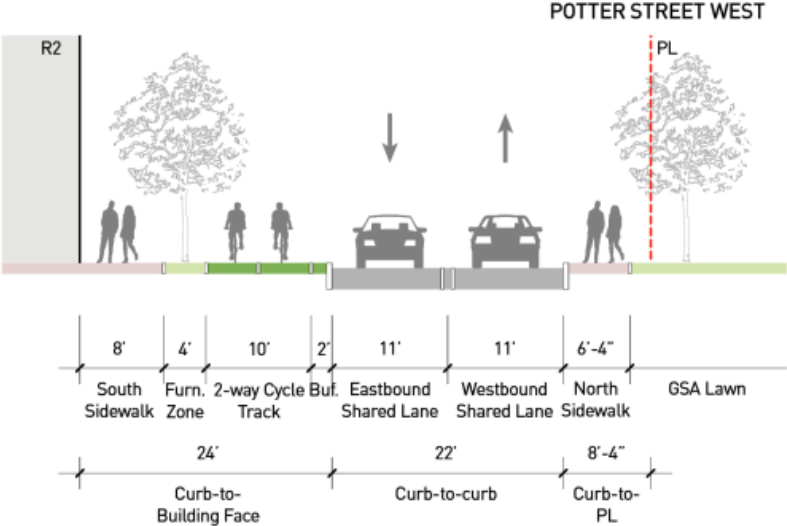 POTTER STREET WEST
R2
PL
8' 4' 10' 2' 11' 11' 6'-4"
South Sidewalk
Furn. Zone
2-way Cycle Track
Buf.
Eastbound Shared Lane
Westbound Shared Lane
North Sidewalk
GSA Lawn
24' 22' 8'-4"
Curb-to-
Building Face
Curb-to-curb
Curb-to-
PL